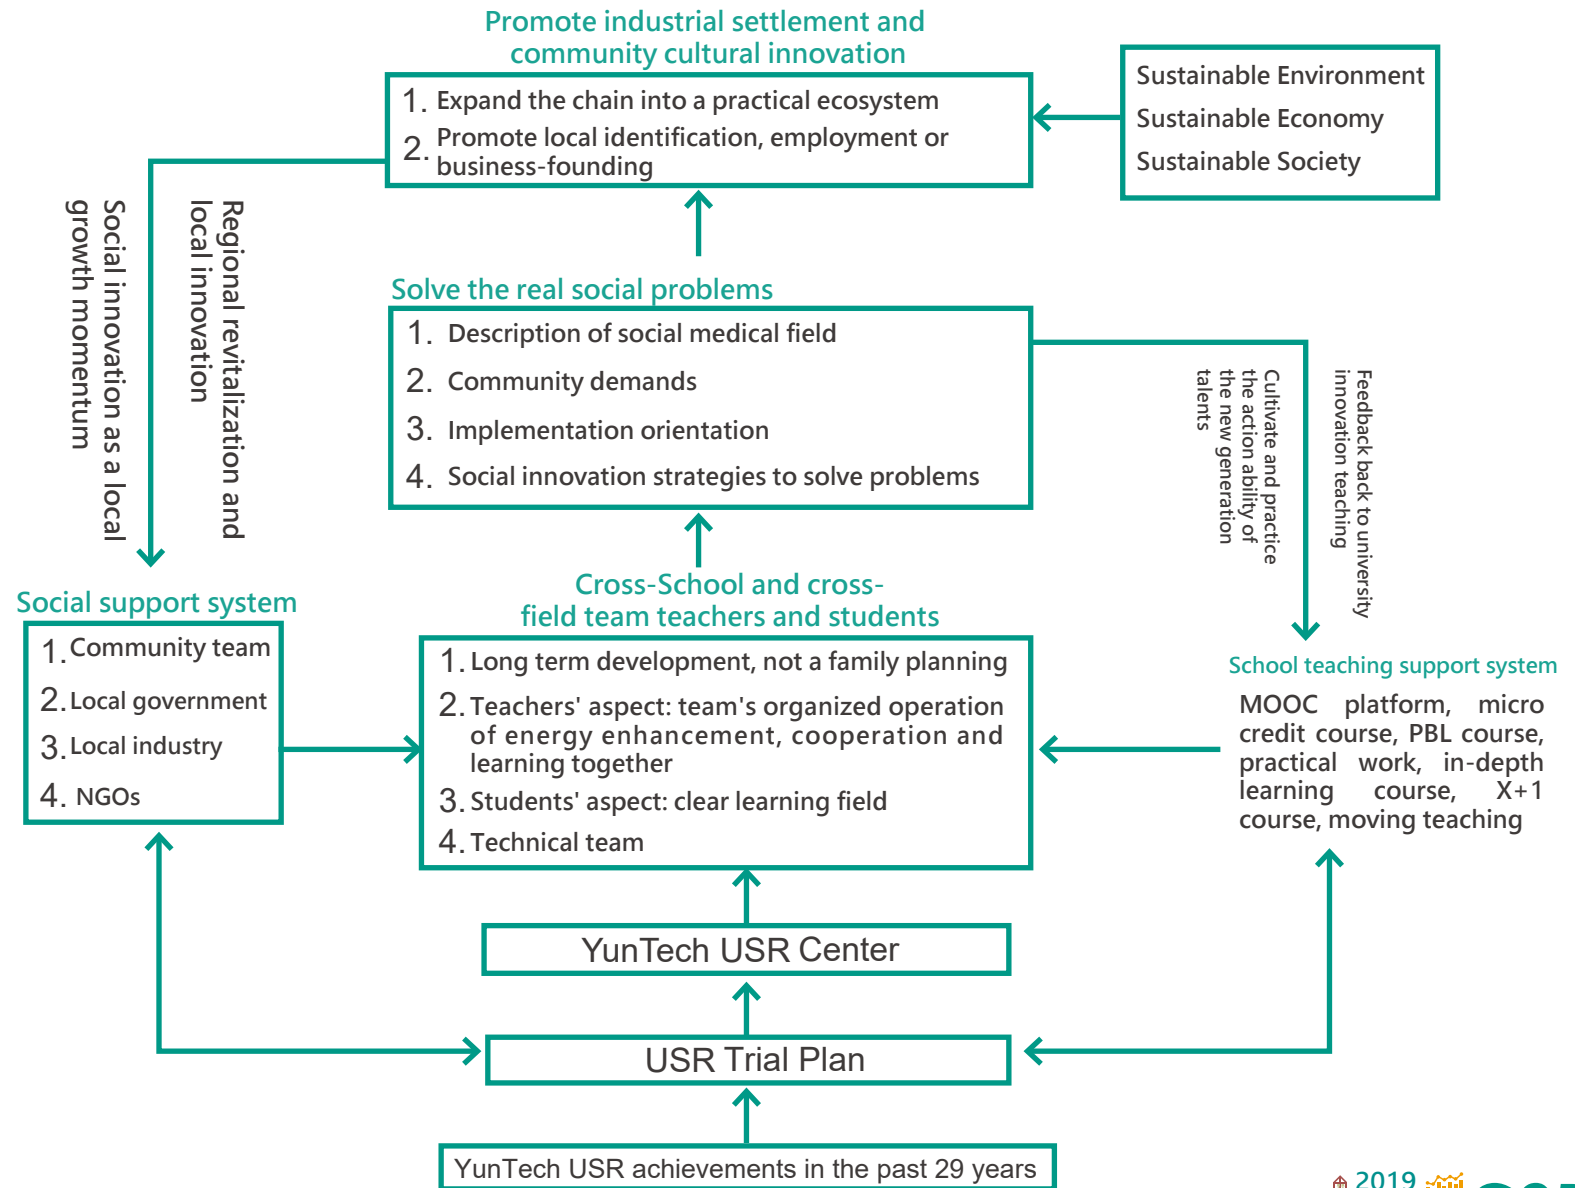 Promote industrial settlement and
community cultural innovation
1. Expand the chain into a practical ecosystem
2. Promote local identification, employment or
business-founding
Sustainable Environment
Sustainable Economy
Sustainable Society
Regional revitalization and
local innovation
Social innovation as a local
growth momentum
Solve the real social problems
1. Description of social medical field
2. Community demands
3. Implementation orientation
4. Social innovation strategies to solve problems
Feedback back to university
innovation teaching
Cultivate and practice
the action ability of
the new generation
talents
Social support system
1. Community team
2. Local government
3. Local industry
4. NGOs
Cross-School and cross-
field team teachers and students
1. Long term development, not a family planning
2. Teachers' aspect: team's organized operation
of energy enhancement, cooperation and
learning together
3. Students' aspect: clear learning field
4. Technical team
School teaching support system
MOOC platform, micro
credit course, PBL course,
practical work, in-depth
learning course, X+1
course, moving teaching
YunTech USR Center
USR Trial Plan
YunTech USR achievements in the past 29 years
2019